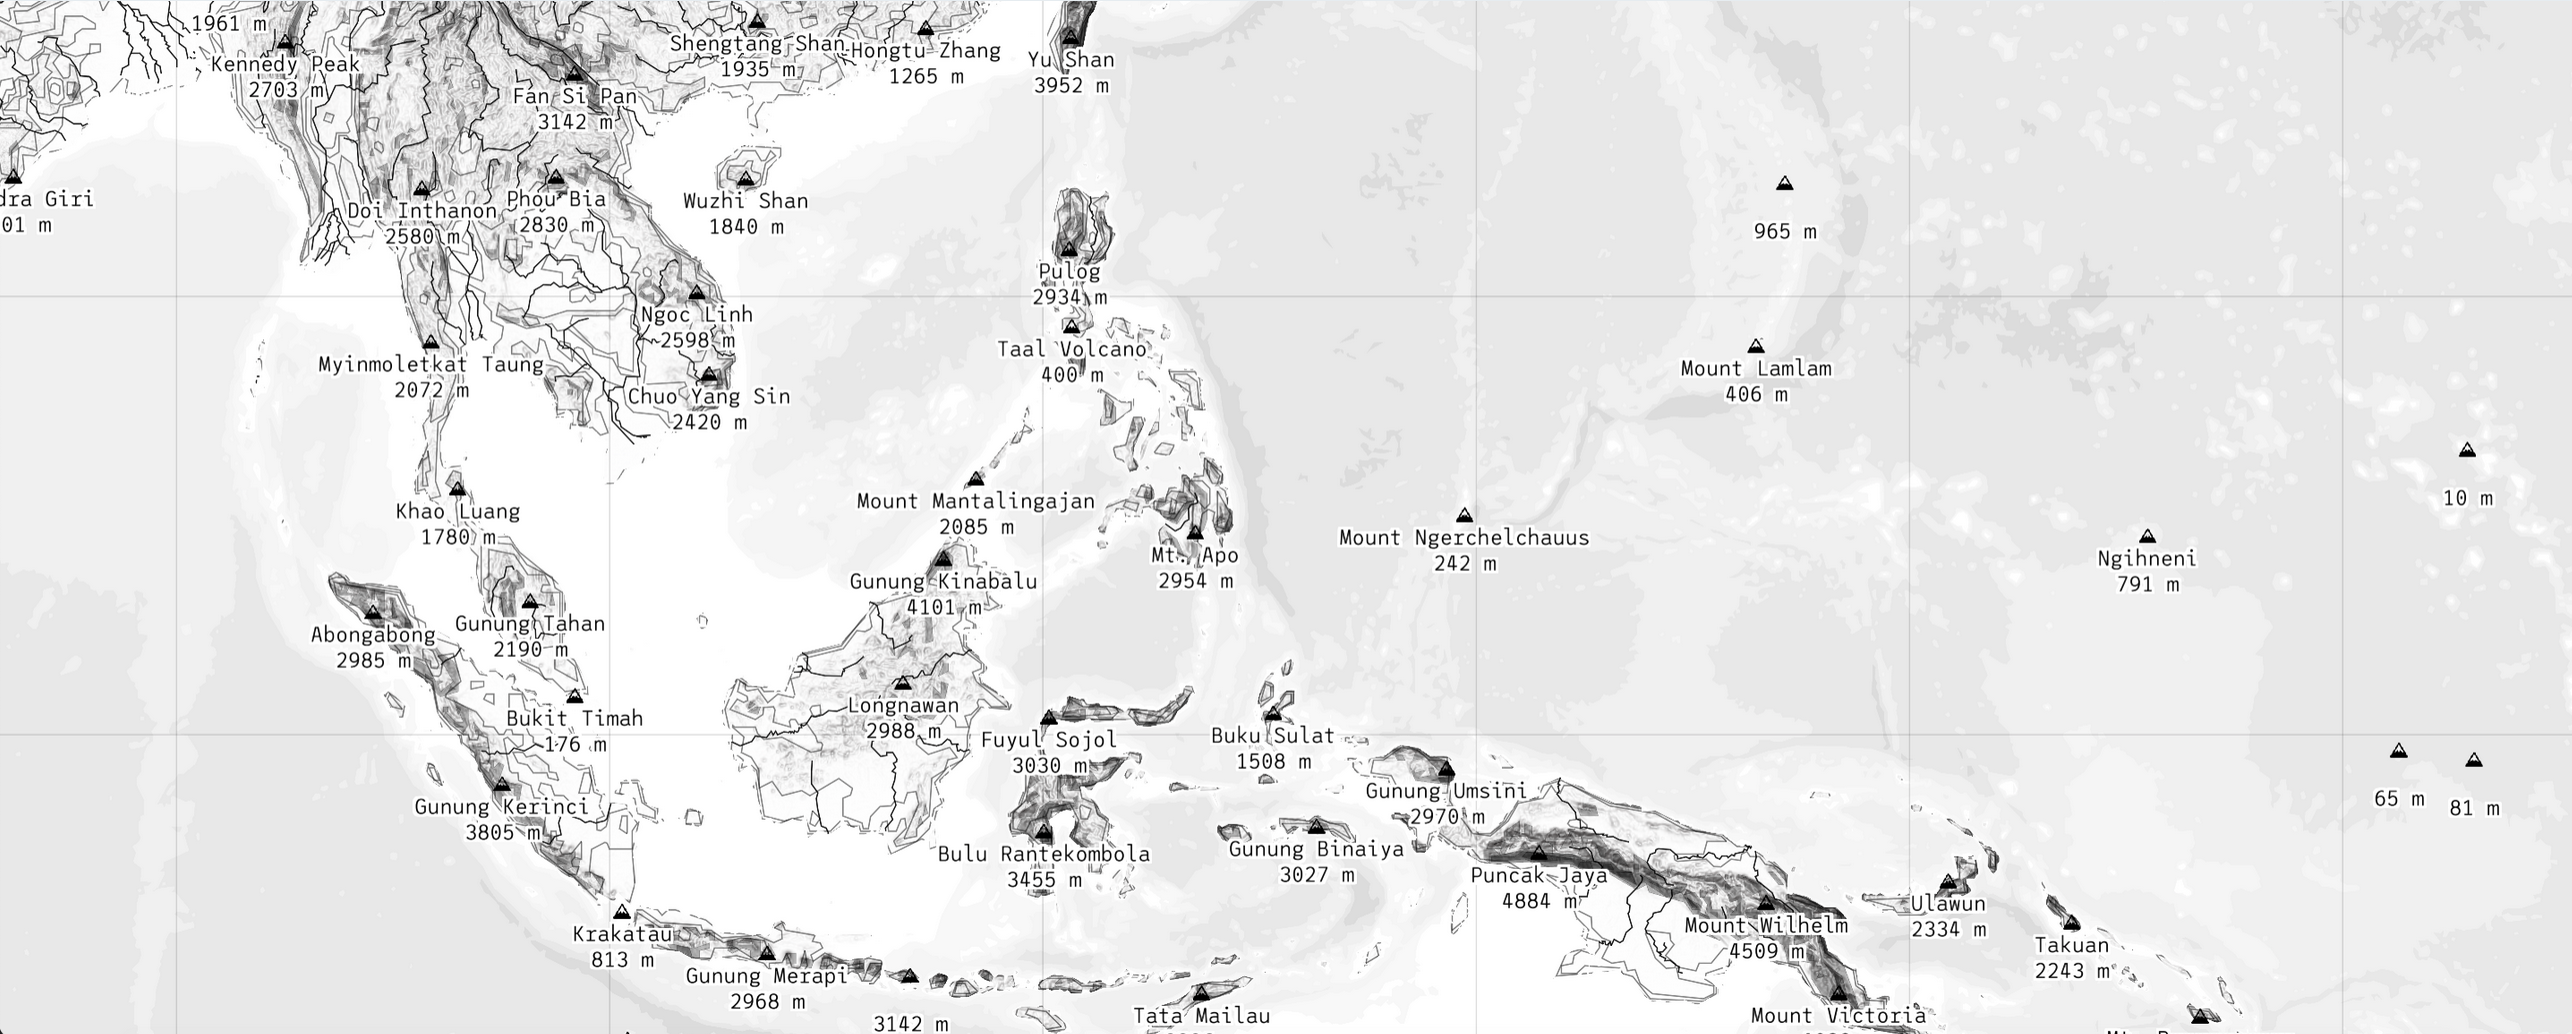 1961 m
Kennedy Peak
2703 m
Fan Si Pan
3142 m
Shengtang Shan
1935 m
Hongtu Zhang
1265 m
Yu Shan
3952 m
dra Giri
01 m
Doi Inthanon
2580 m
Phou Bia
2830 m
Wuzhi Shan
1840 m
965 m
Pulog
2934 m
Ngoc Linh
2598 m
Taal Volcano
400 m
Myinmoletkat Taung
2072 m
Chuo Yang Sin
2420 m
Mount Lamlam
406 m
Khao Luang
1780 m
Mount Mantalingajan
2085 m
10 m
Mount Ngerchelchauus
242 m
Mt. Apo
2954 m
Ngihneni
791 m
Gunung Kinabalu
4101 m
Abongabong
2985 m
Gunung Tahan
2190 m
Longnawan
2988 m
Bukit Timah
176 m
Fuyul Sojol
3030 m
Buku Sulat
1508 m
65 m
81 m
Gunung Umsini
2970 m
Gunung Kerinci
3805 m
Bulu Rantekombola
3455 m
Gunung Binaiya
3027 m
Puncak Jaya
4884 m
Ulawun
2334 m
Mount Wilhelm
4509 m
Krakatau
813 m
Takuan
2243 m
Gunung Merapi
2968 m
3142 m
Tata Mailau
Mount Victoria